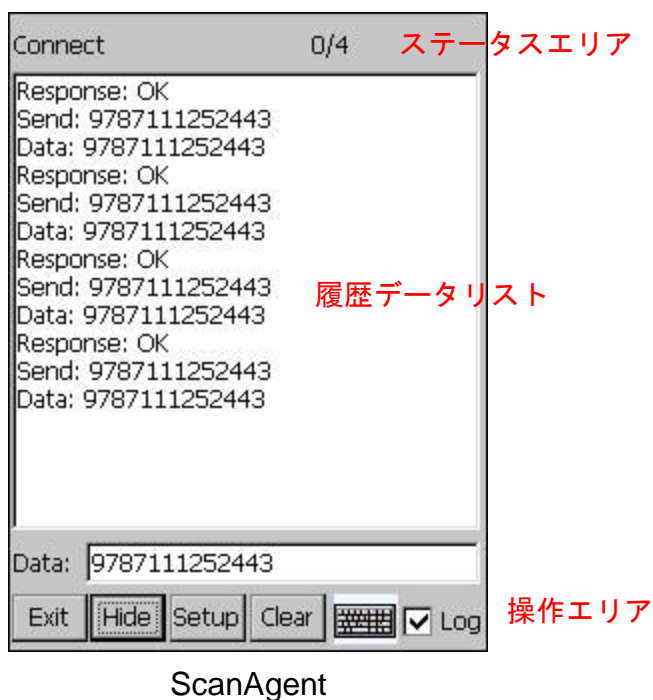 Connect 0/4 ステータスエリア
Response: OK
Send: 9787111252443
Data: 9787111252443
Response: OK
Send: 9787111252443
Data: 9787111252443
Response: OK
Send: 9787111252443
Data: 9787111252443
Response: OK
Send: 9787111252443
Data: 9787111252443
履歴データリスト
Data: 9787111252443
Exit Hide Setup Clear Log 操作エリア
ScanAgent